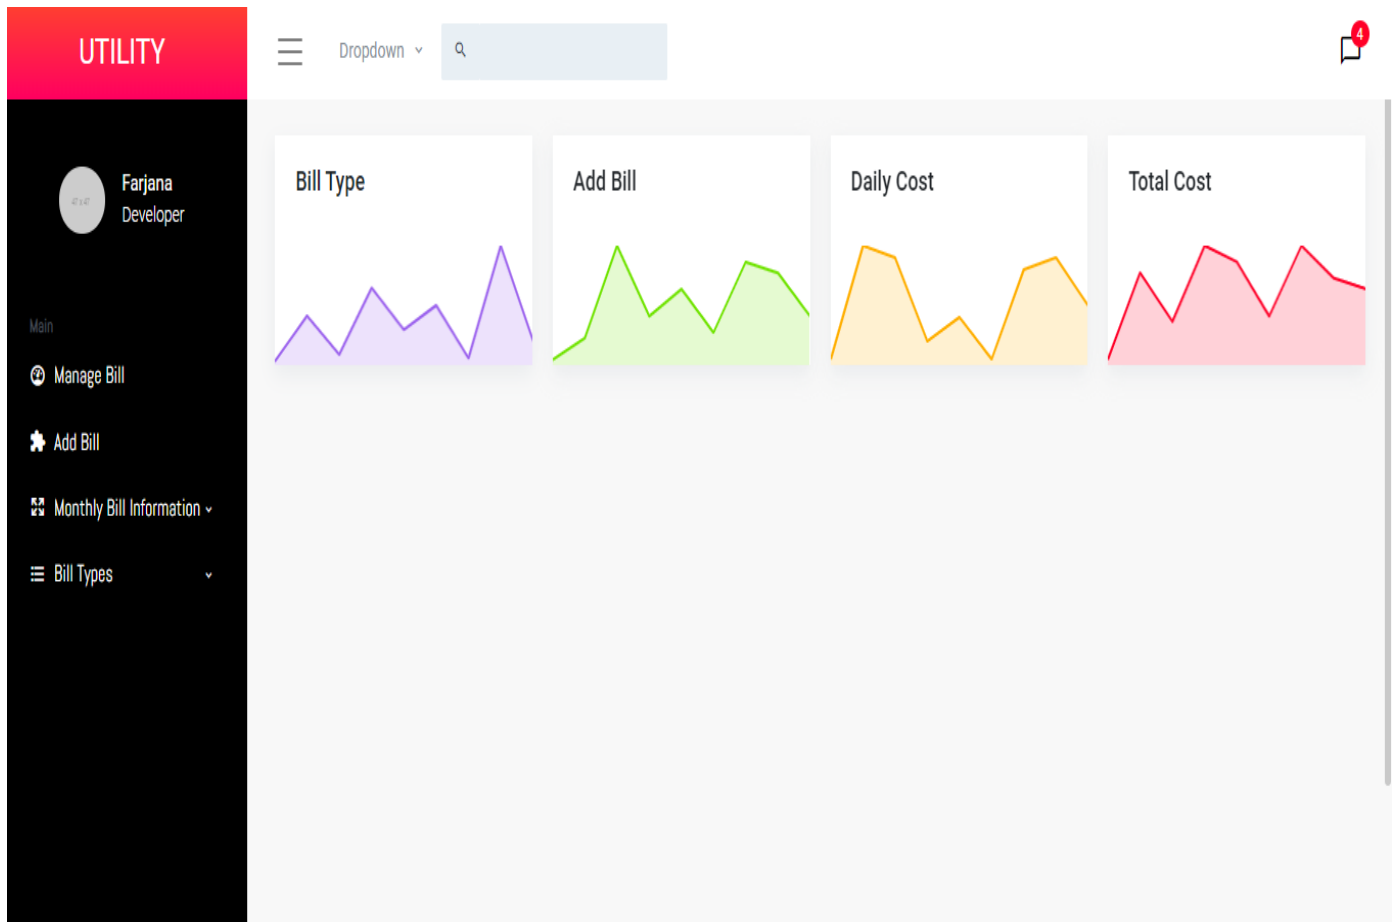 UTILITY
Dropdown
4
Farjana
Developer
Main
Manage Bill
Add Bill
Monthly Bill Information
Bill Types
Bill Type
Add Bill
Daily Cost
Total Cost